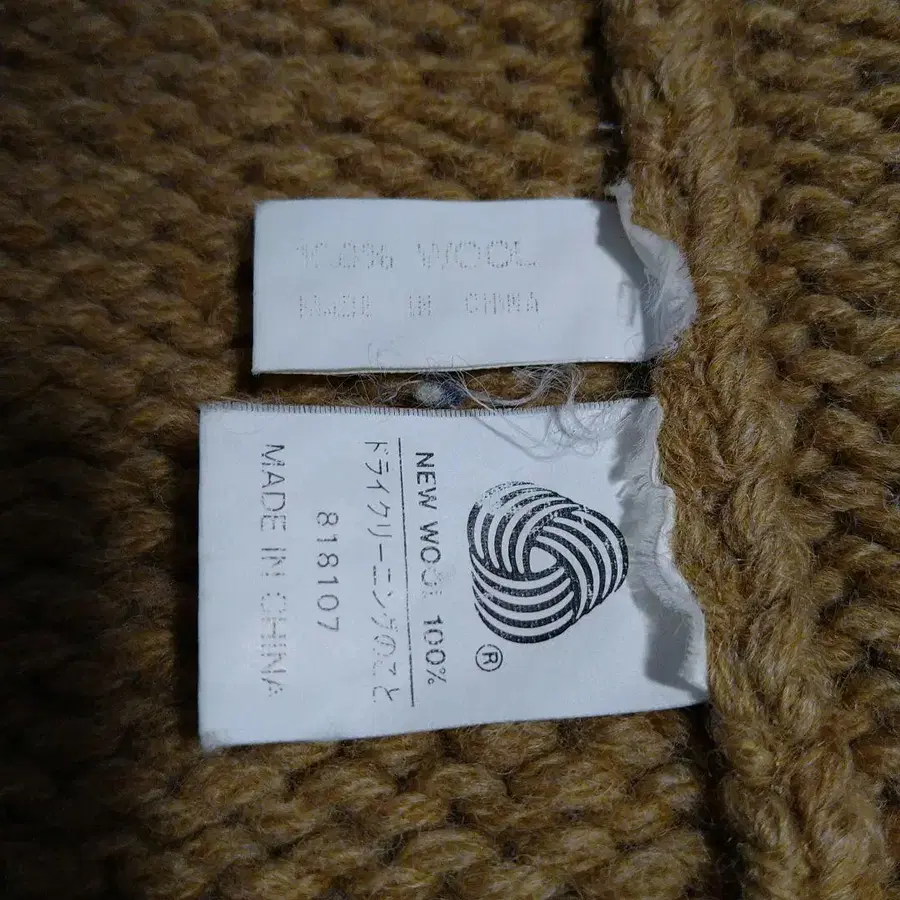 100% WOOL
MADE IN CHINA
®
NEW WOOL 100%
ドライクリーニングのこと
818107
MADE IN CHINA